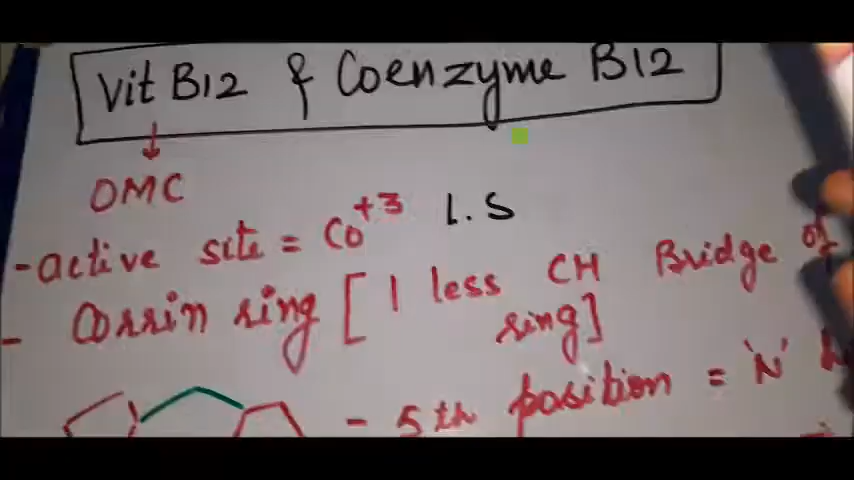 Vit B12 & Coenzyme B12
OMC
- active site = Co+3 L.S
- Corrin ring [1 less CH Bridge of
ring]
- 5th position = 'N'